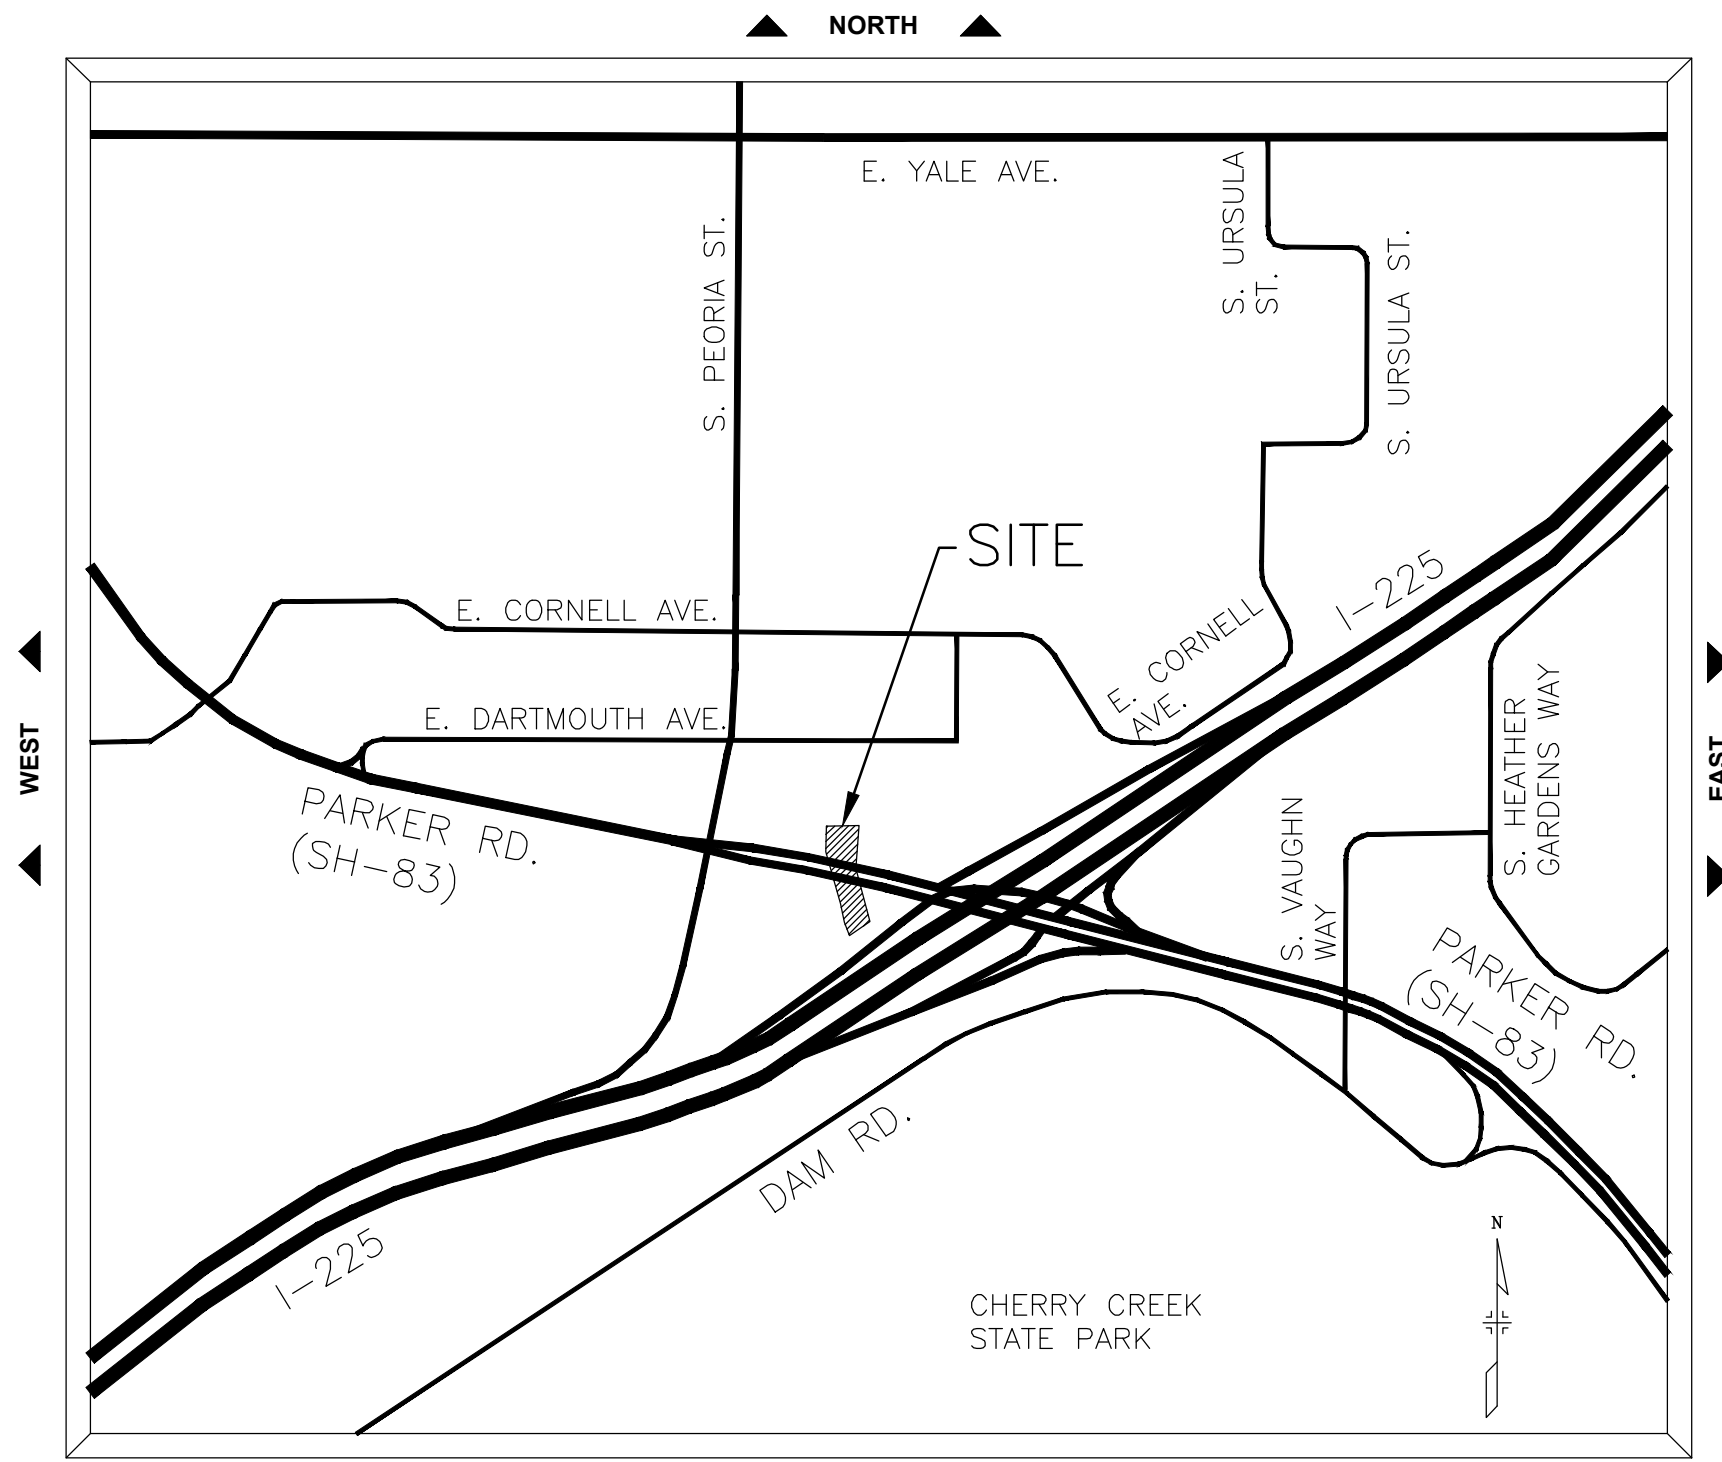 NORTH
E. YALE AVE.
S. PEORIA ST.
S. URSULA
ST.
S. URSULA ST.
SITE
I-225
E. CORNELL AVE.
E. CORNELL
AVE.
WEST
E. DARTMOUTH AVE.
S. HEATHER
GARDENS WAY
EAST
PARKER RD.
(SH-83)
S. VAUGHN
WAY
PARKER RD.
(SH-83)
DAM RD.
I-225
N
CHERRY CREEK
STATE PARK